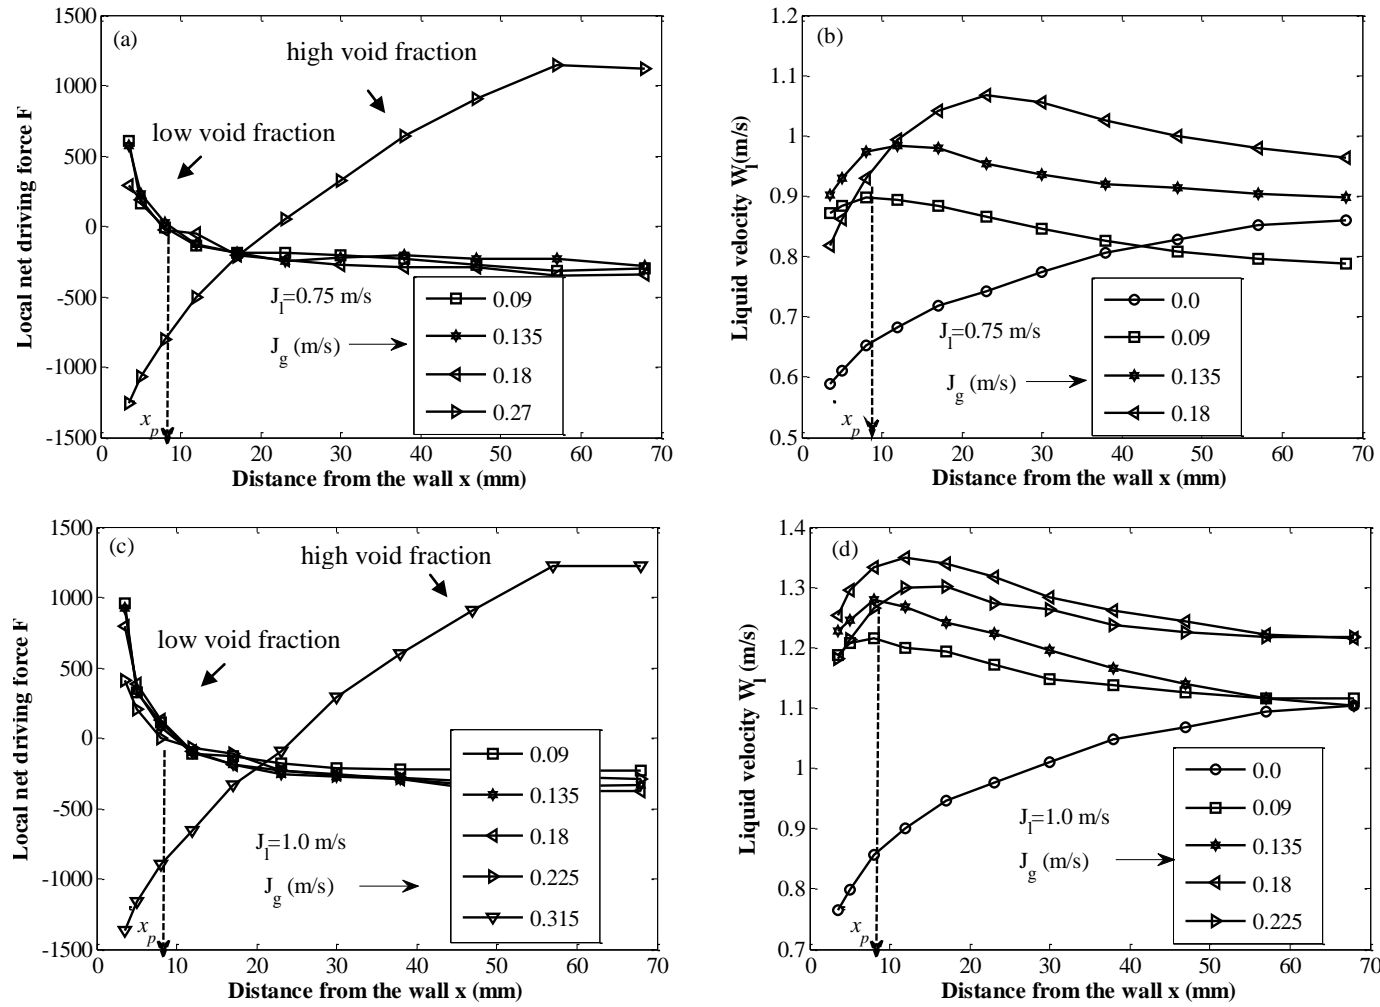 (a)
high void fraction
low void fraction
Local net driving force F
1500
1000
500
0
-500
-1000
-1500
J_l=0.75 m/s
J_g (m/s)
0.09
0.135
0.18
0.27
x_p
0 10 20 30 40 50 60 70
Distance from the wall x (mm)
(b)
Liquid velocity W_l(m/s)
1.2
1.1
1
0.9
0.8
0.7
0.6
0.5
J_l=0.75 m/s
J_g (m/s)
0.0
0.09
0.135
0.18
x_p
0 10 20 30 40 50 60 70
Distance from the wall x (mm)
(c)
high void fraction
low void fraction
Local net driving force F
1500
1000
500
0
-500
-1000
-1500
J_l=1.0 m/s
J_g (m/s)
0.09
0.135
0.18
0.225
0.315
x_p
0 10 20 30 40 50 60 70
Distance from the wall x (mm)
(d)
Liquid velocity W_l (m/s)
1.4
1.3
1.2
1.1
1
0.9
0.8
0.7
J_l=1.0 m/s
J_g (m/s)
0.0
0.09
0.135
0.18
0.225
x_p
0 10 20 30 40 50 60 70
Distance from the wall x (mm)